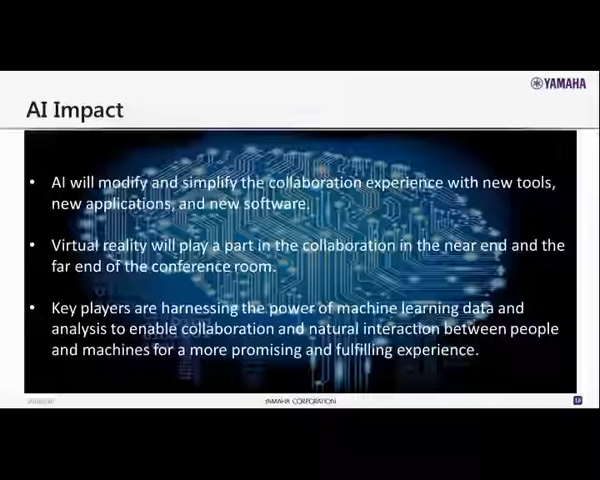 YAMAHA
AI Impact
• AI will modify and simplify the collaboration experience with new tools,
new applications, and new software.
• Virtual reality will play a part in the collaboration in the near end and the
far end of the conference room.
• Key players are harnessing the power of machine learning data and
analysis to enable collaboration and natural interaction between people
and machines for a more promising and fulfilling experience.
YAMAHA CORPORATION